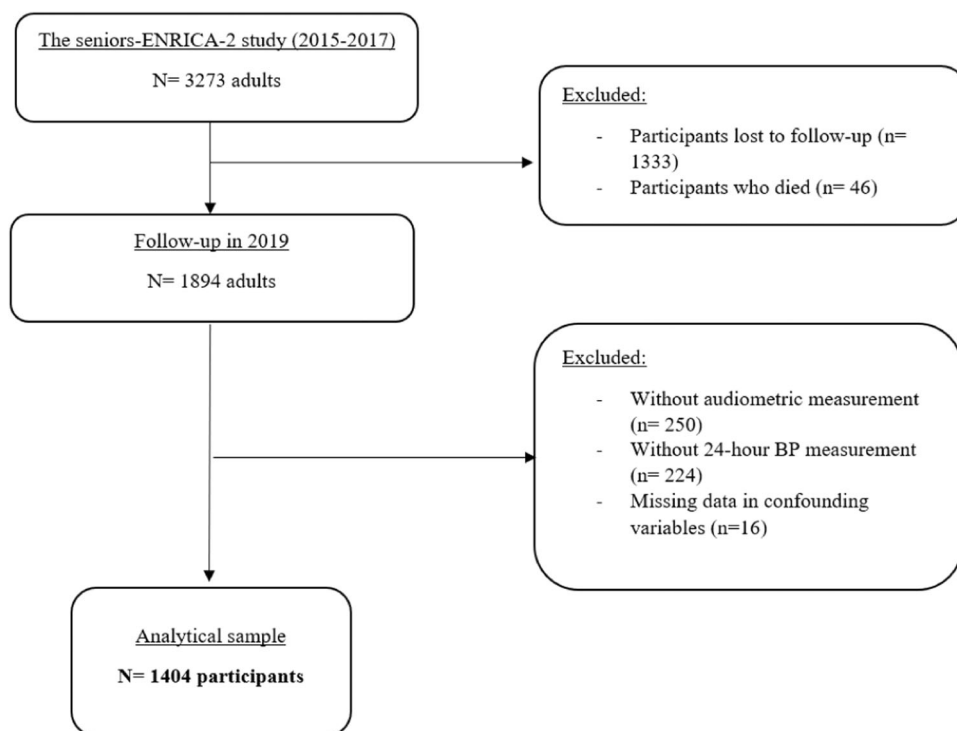 The seniors-ENRICA-2 study (2015-2017)
N= 3273 adults
Excluded:
- Participants lost to follow-up (n=
1333)
- Participants who died (n= 46)
Follow-up in 2019
N= 1894 adults
Excluded:
- Without audiometric measurement
(n= 250)
- Without 24-hour BP measurement
(n= 224)
- Missing data in confounding
variables (n=16)
Analytical sample
N= 1404 participants